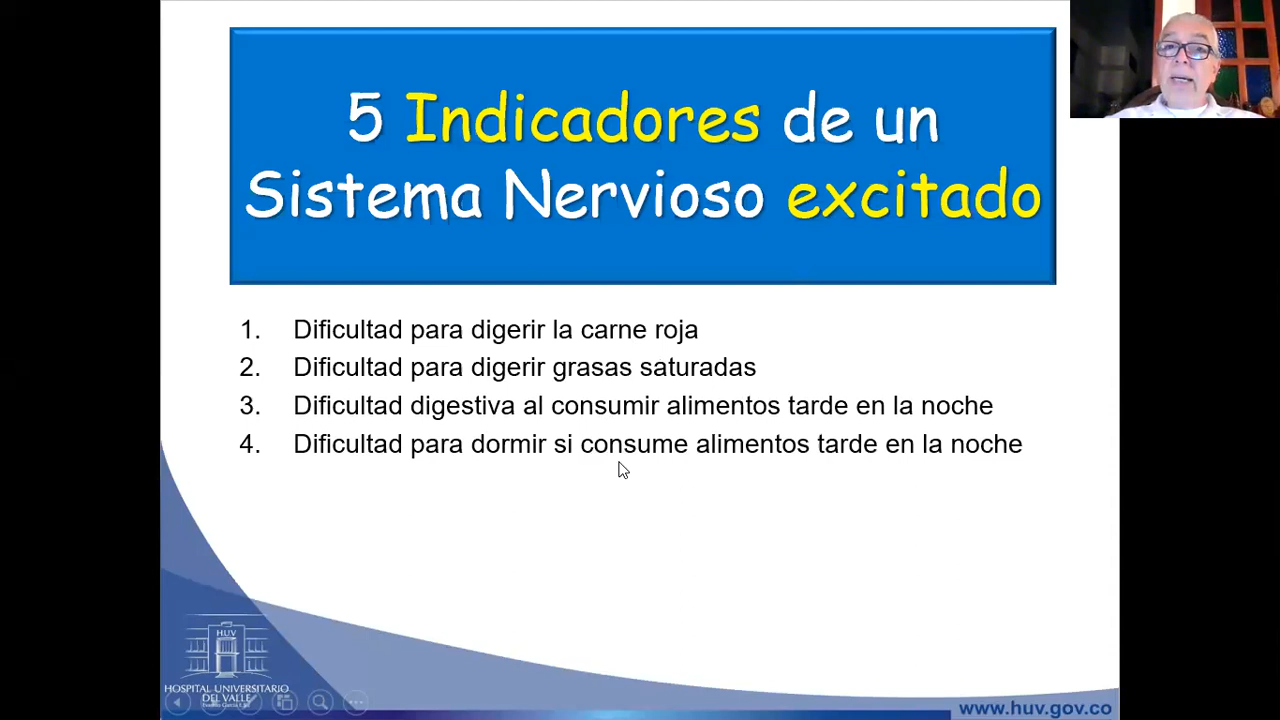 5 Indicadores de un
Sistema Nervioso excitado
1. Dificultad para digerir la carne roja
2. Dificultad para digerir grasas saturadas
3. Dificultad digestiva al consumir alimentos tarde en la noche
4. Dificultad para dormir si consume alimentos tarde en la noche
HUV
HOSPITAL UNIVERSITARIO
DEL VALLE
www.huv.gov.co